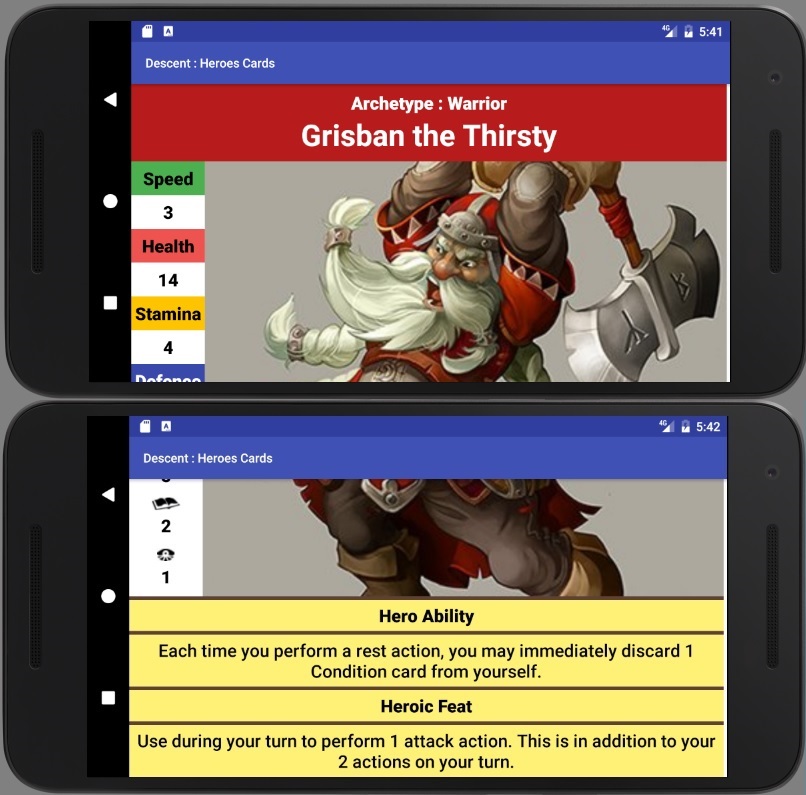 4G 5:41
Descent : Heroes Cards
Archetype : Warrior
Grisban the Thirsty
Speed
3
Health
14
Stamina
4
Defence
4G 5:42
Descent : Heroes Cards
2
1
Hero Ability
Each time you perform a rest action, you may immediately discard 1
Condition card from yourself.
Heroic Feat
Use during your turn to perform 1 attack action. This is in addition to your
2 actions on your turn.